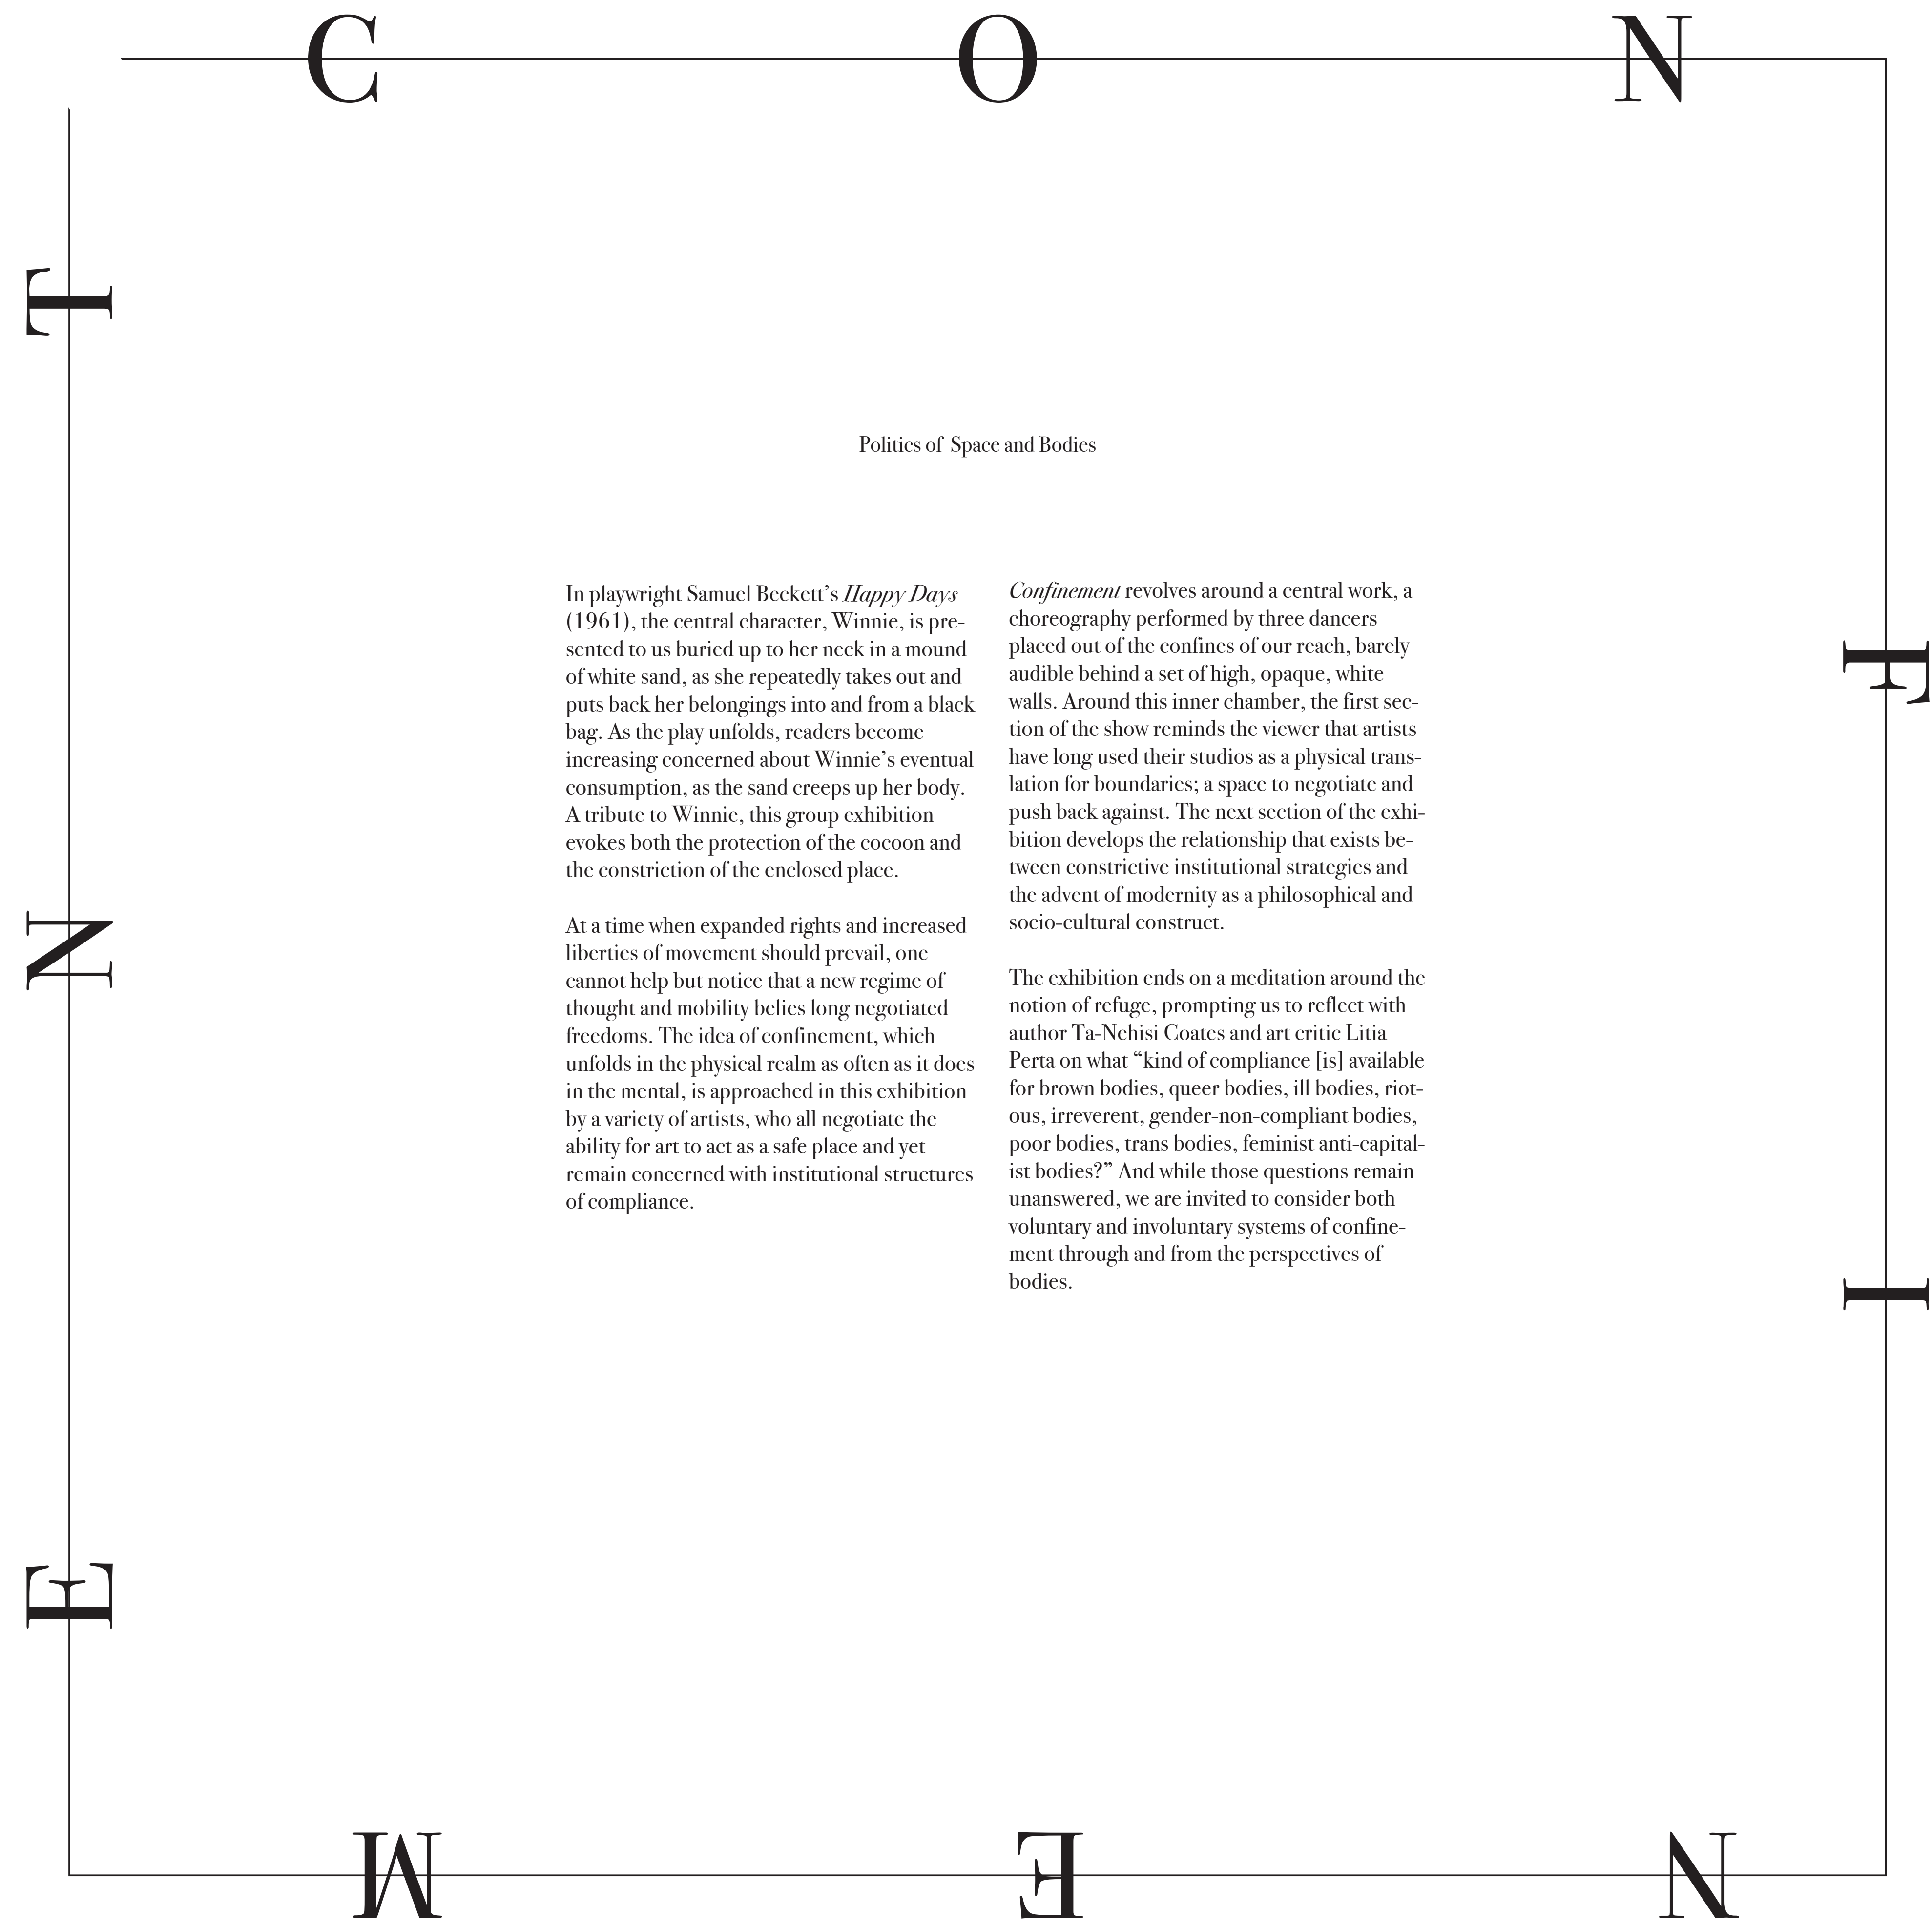 C O N F I N E M E N T
Politics of Space and Bodies
In playwright Samuel Beckett’s Happy Days
(1961), the central character, Winnie, is pre-
sented to us buried up to her neck in a mound
of white sand, as she repeatedly takes out and
puts back her belongings into and from a black
bag. As the play unfolds, readers become
increasing concerned about Winnie’s eventual
consumption, as the sand creeps up her body.
A tribute to Winnie, this group exhibition
evokes both the protection of the cocoon and
the constriction of the enclosed place.
At a time when expanded rights and increased
liberties of movement should prevail, one
cannot help but notice that a new regime of
thought and mobility belies long negotiated
freedoms. The idea of confinement, which
unfolds in the physical realm as often as it does
in the mental, is approached in this exhibition
by a variety of artists, who all negotiate the
ability for art to act as a safe place and yet
remain concerned with institutional structures
of compliance.
Confinement revolves around a central work, a
choreography performed by three dancers
placed out of the confines of our reach, barely
audible behind a set of high, opaque, white
walls. Around this inner chamber, the first sec-
tion of the show reminds the viewer that artists
have long used their studios as a physical trans-
lation for boundaries; a space to negotiate and
push back against. The next section of the exhi-
bition develops the relationship that exists be-
tween constrictive institutional strategies and
the advent of modernity as a philosophical and
socio-cultural construct.
The exhibition ends on a meditation around the
notion of refuge, prompting us to reflect with
author Ta-Nehisi Coates and art critic Litia
Perta on what “kind of compliance [is] available
for brown bodies, queer bodies, ill bodies, riot-
ous, irreverent, gender-non-compliant bodies,
poor bodies, trans bodies, feminist anti-capital-
ist bodies?” And while those questions remain
unanswered, we are invited to consider both
voluntary and involuntary systems of confine-
ment through and from the perspectives of
bodies.